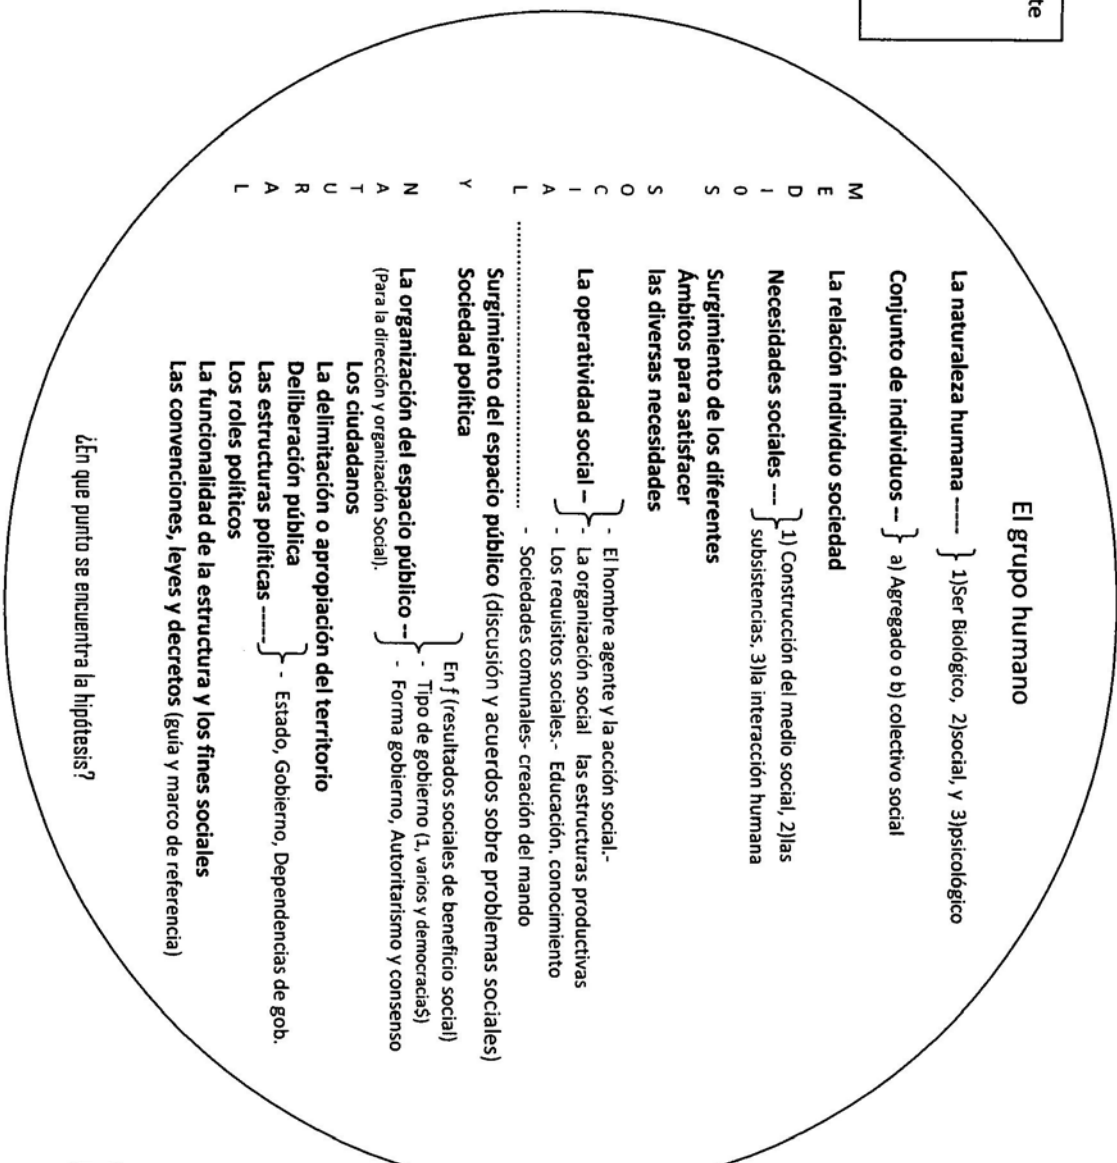 te
El grupo humano
La naturaleza humana ------ } 1)Ser Biológico, 2)social, y 3)psicológico
Conjunto de individuos --- } a) Agregado o b) colectivo social
M
E
D
I
O
S
S
O
C
I
A
L
Y
N
A
T
U
R
A
L
La relación individuo sociedad
Necesidades sociales --- } 1) Construcción del medio social, 2)las
subsistencias, 3)la interacción humana
Surgimiento de los diferentes
Ámbitos para satisfacer
las diversas necesidades
- El hombre agente y la acción social.-
La operatividad social -- } - La organización social las estructuras productivas
- Los requisitos sociales.- Educación. conocimiento
- Sociedades comunales- creación del mando
Surgimiento del espacio público (discusión y acuerdos sobre problemas sociales)
Sociedad política
En ƒ (resultados sociales de beneficio social)
La organización del espacio público -- } - Tipo de gobierno (1, varios y democracia$)
(Para la dirección y organización Social).
- Forma gobierno, Autoritarismo y consenso
Los ciudadanos
La delimitación o apropiación del territorio
Deliberación pública
Las estructuras políticas ------ } - Estado, Gobierno, Dependencias de gob.
Los roles políticos
La funcionalidad de la estructura y los fines sociales
Las convenciones, leyes y decretos (guía y marco de referencia)
¿En que punto se encuentra la hipótesis?